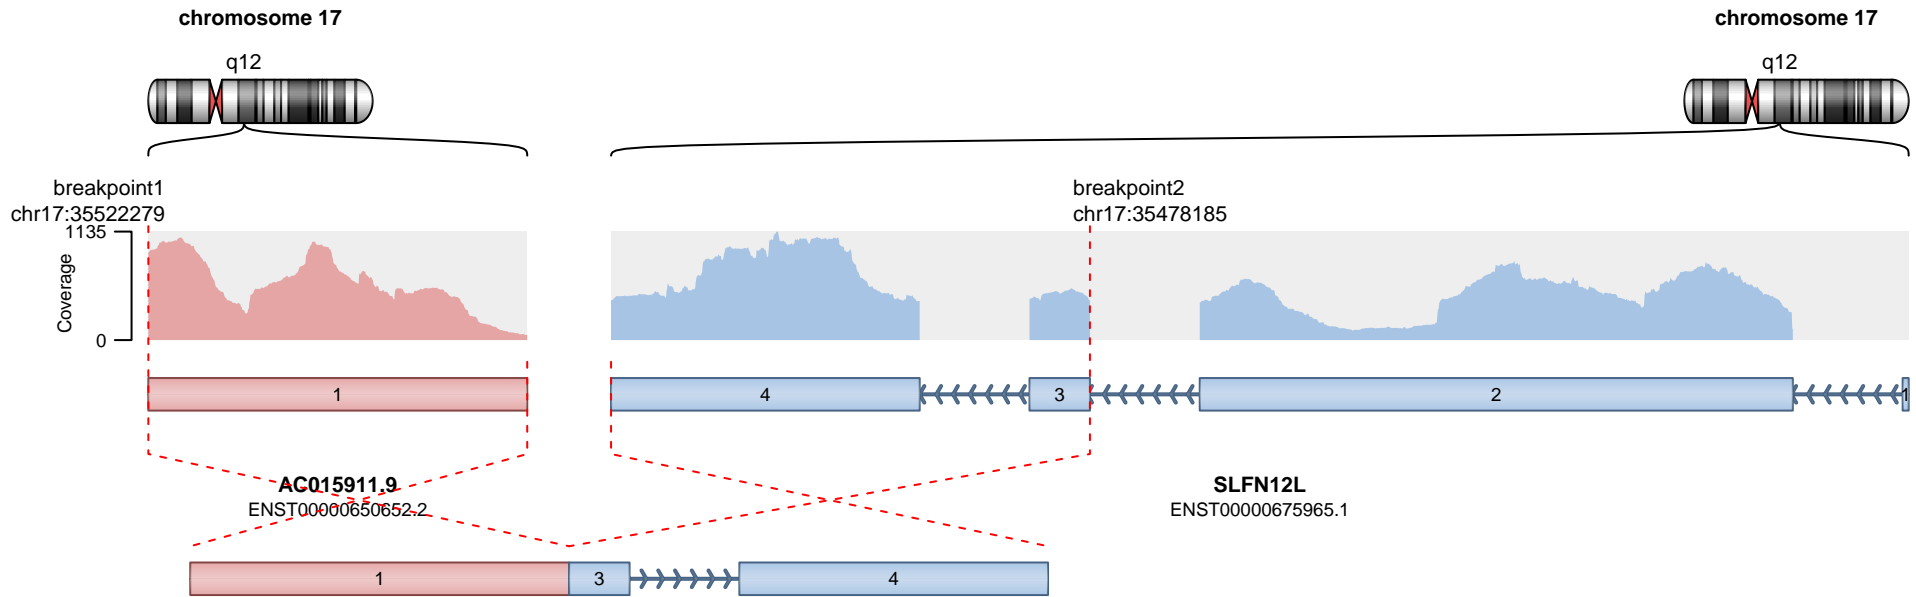 chromosome 17
chromosome 17
q12
q12
breakpoint1
chr17:35522279
breakpoint2
chr17:35478185
1135
Coverage
0
1
4
3
2
1
AC015911.9
ENST00000650652.2
SLFN12L
ENST00000675965.1
1
3
4